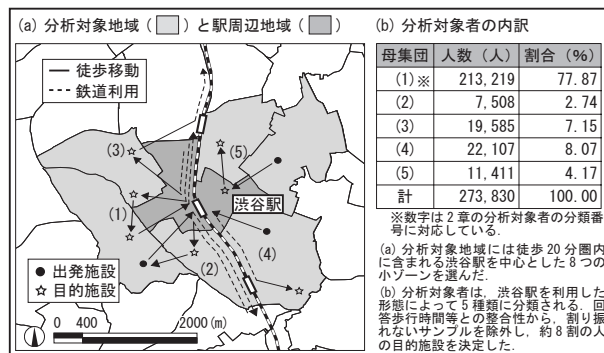 (a) 分析対象地域( )と駅周辺地域( )
徒歩移動
鉄道利用
(3)
(5)
(1)
渋谷駅
(2)
(4)
出発施設
目的施設
0 400 2000(m)
(b) 分析対象者の内訳
母集団 人数(人) 割合(%)
(1)※ 213,219 77.87
(2) 7,508 2.74
(3) 19,585 7.15
(4) 22,107 8.07
(5) 11,411 4.17
計 273,830 100.00
※数字は2章の分析対象者の分類番
号に対応している.
(a) 分析対象地域には徒歩20分圏内
に含まれる渋谷駅を中心とした8つの
小ゾーンを選んだ.
(b) 分析対象者は, 渋谷駅を利用した
形態によって5種類に分類される. 回
答歩行時間等との整合性から, 割り振
れないサンプルを除外し, 約8割の人
の目的施設を決定した.